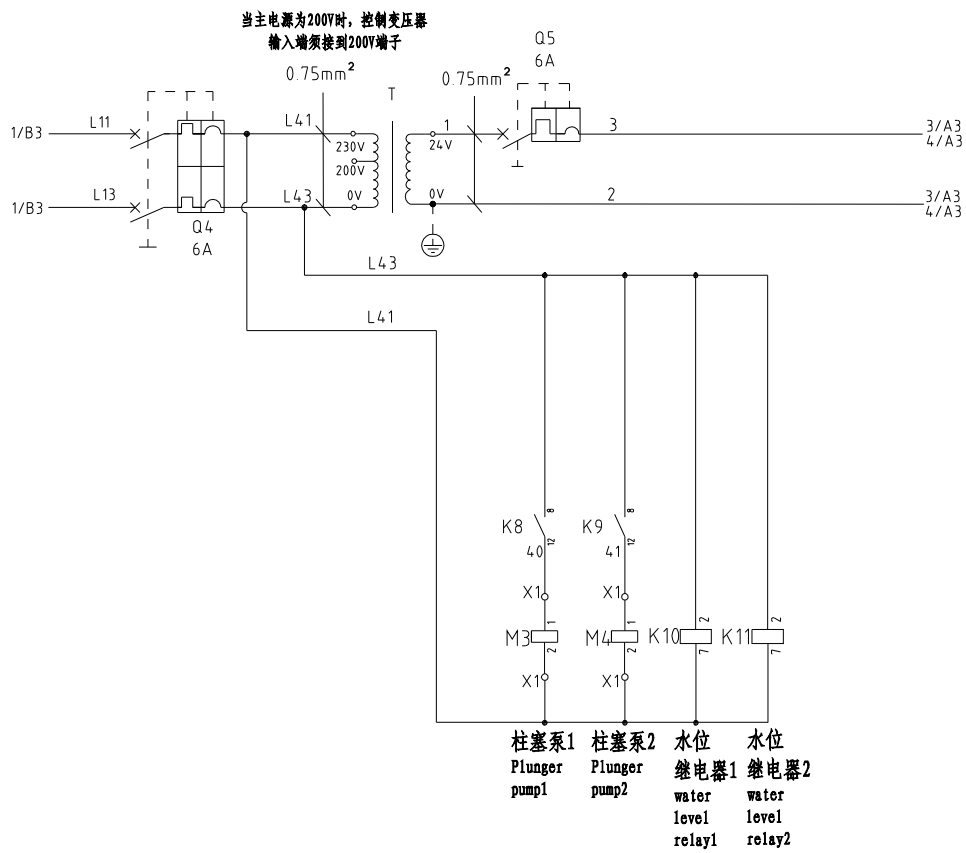 当主电源为200V时，控制变压器
输入端须接到200V端子
Q5
6A
0.75mm²
0.75mm²
T
1/B3
L11
L41
230V
200V
1
24V
3
3/A3
4/A3
1/B3
L13
L43
0V
0V
2
3/A3
4/A3
Q4
6A
L43
L41
K8
8
12
40
K9
8
12
41
X1
X1
M3
1
2
M4
1
2
K10
2
7
K11
2
7
X1
X1
柱塞泵1
Plunger
pump1
柱塞泵2
Plunger
pump2
水位
继电器1
water
level
relay1
水位
继电器2
water
level
relay2